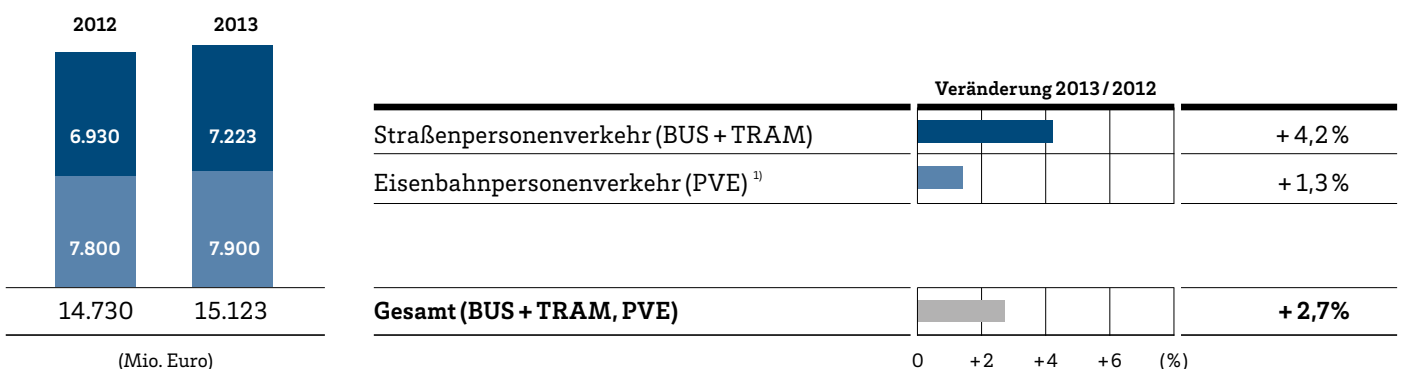 2012 2013
6.930 7.223
7.800 7.900
14.730 15.123
(Mio. Euro)
Veränderung 2013/2012
Straßenpersonenverkehr (BUS + TRAM) + 4,2 %
Eisenbahnpersonenverkehr (PVE) 1) + 1,3 %
Gesamt (BUS + TRAM, PVE) + 2,7%
0 +2 +4 +6 (%)